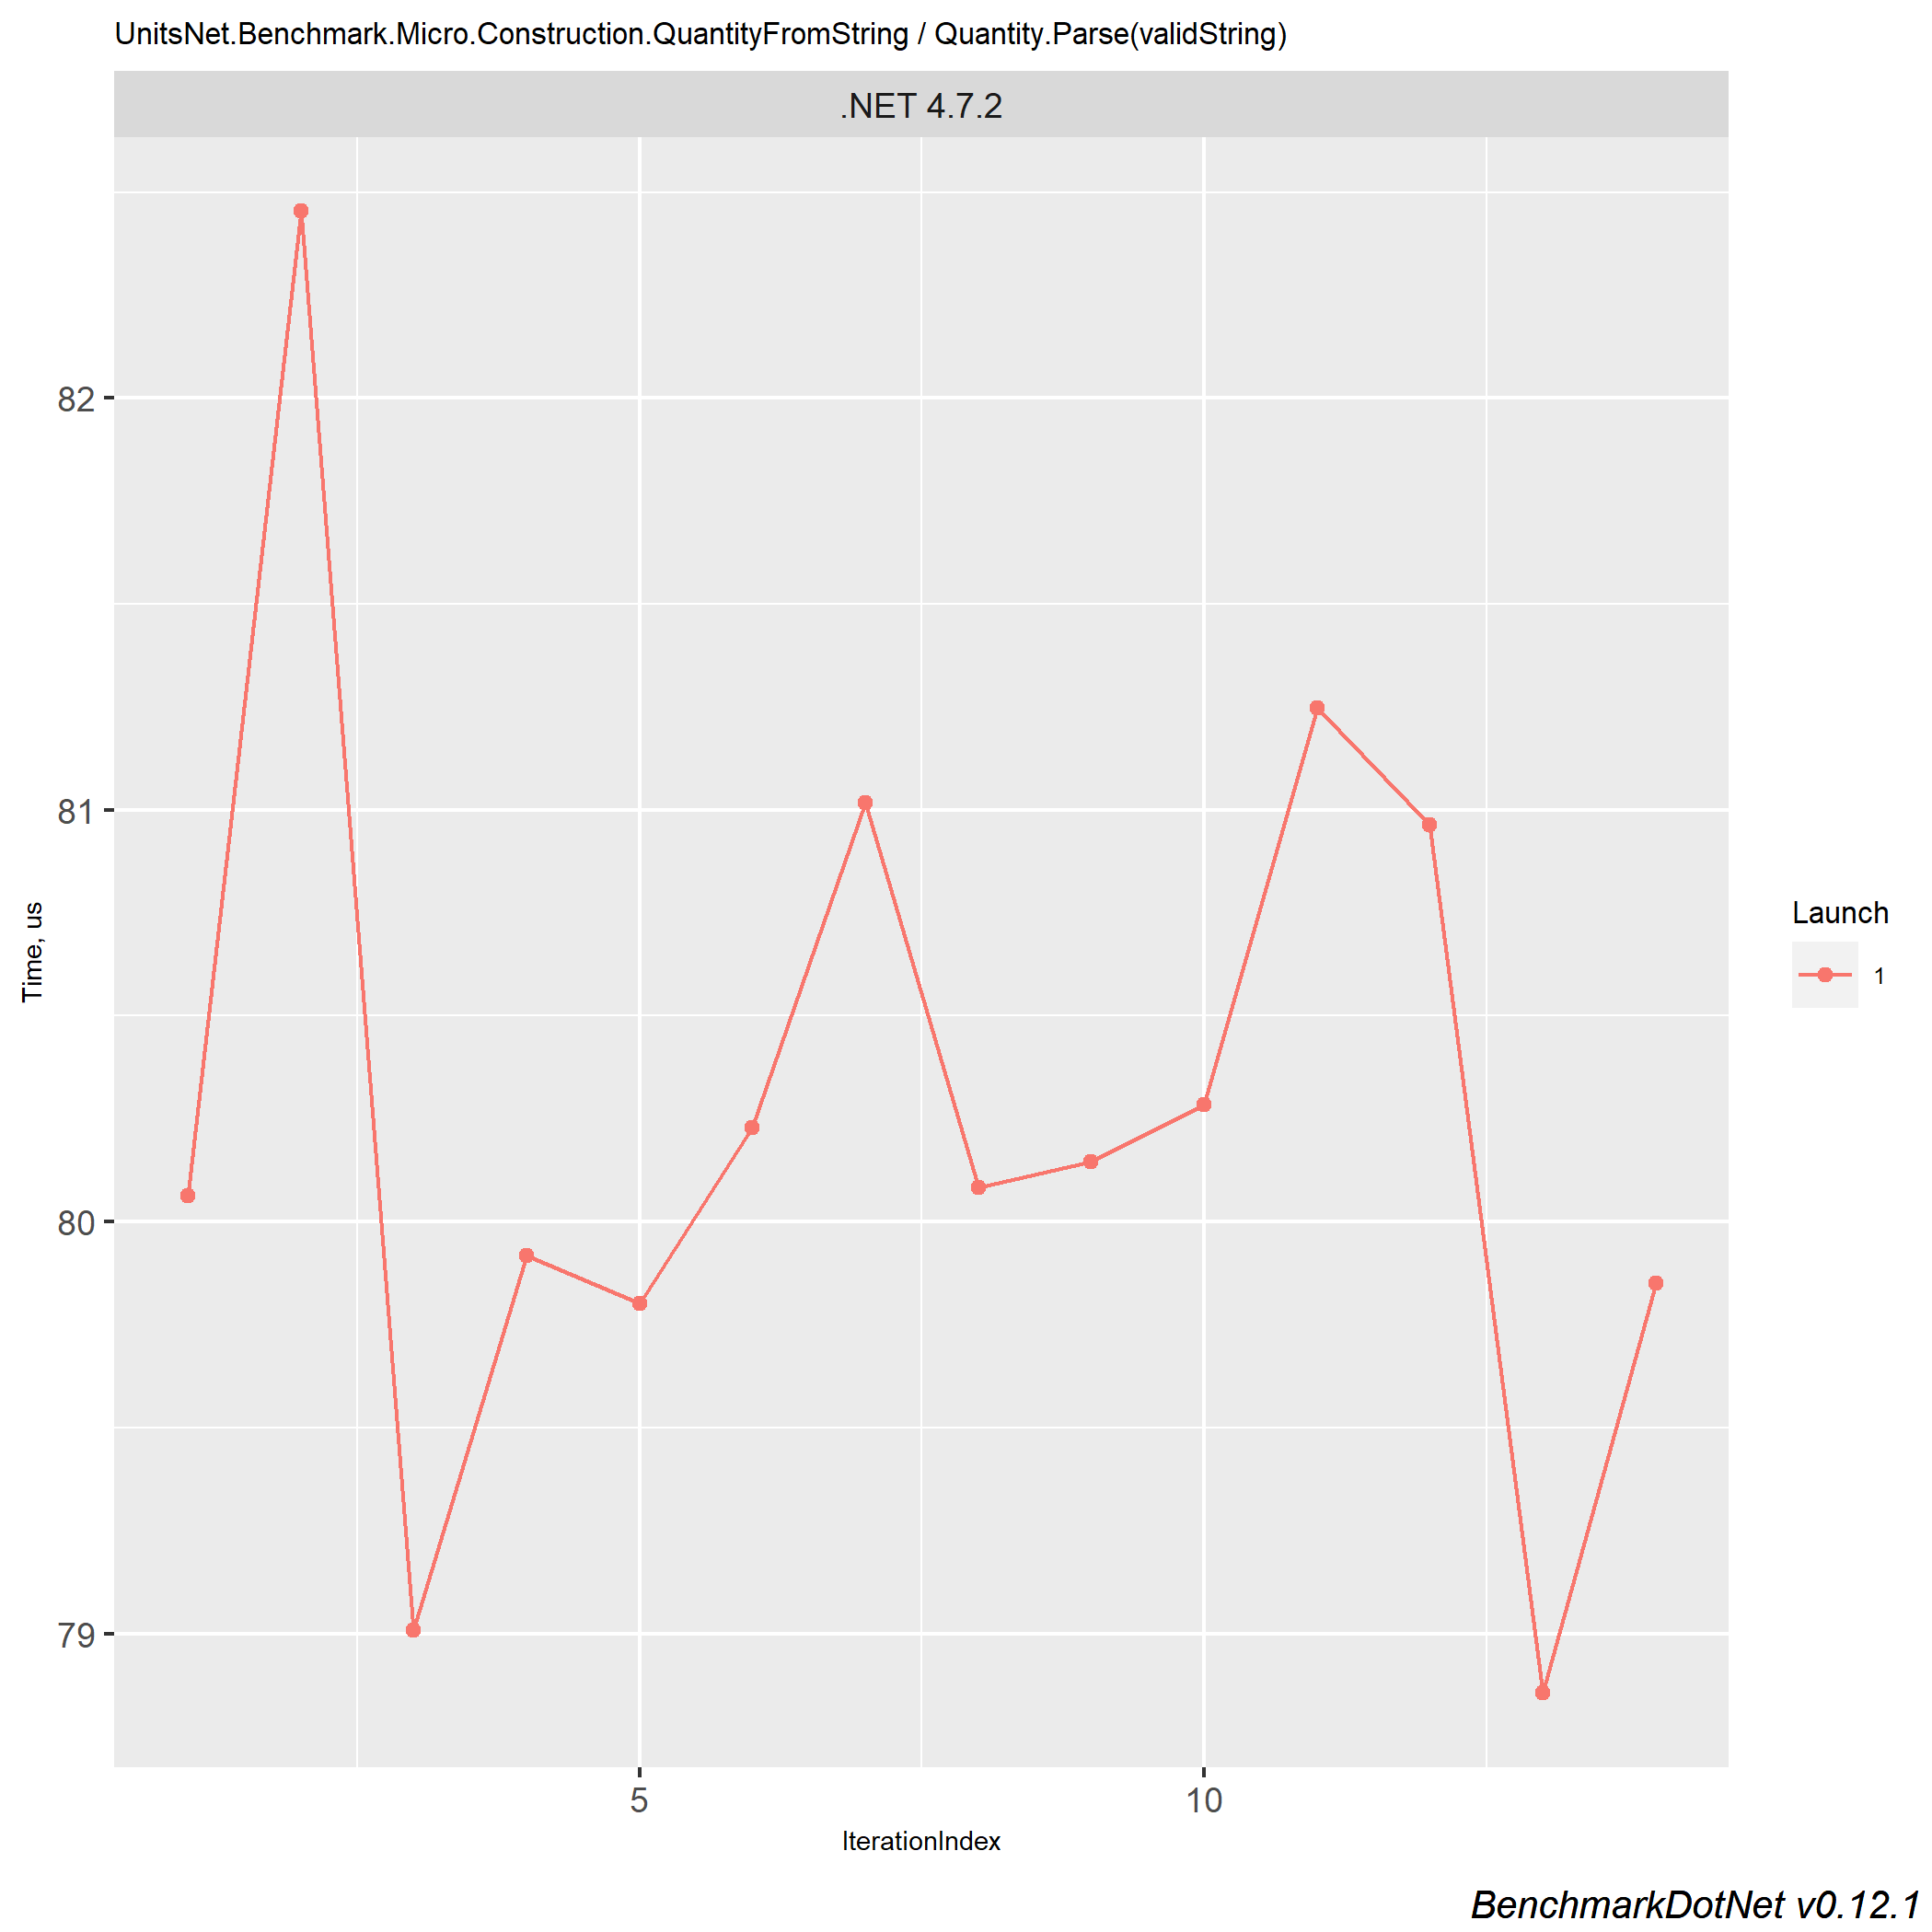 UnitsNet.Benchmark.Micro.Construction.QuantityFromString / Quantity.Parse(validString)
.NET 4.7.2
82
81
80
79
Time, us
5 10
IterationIndex
Launch
1
BenchmarkDotNet v0.12.1